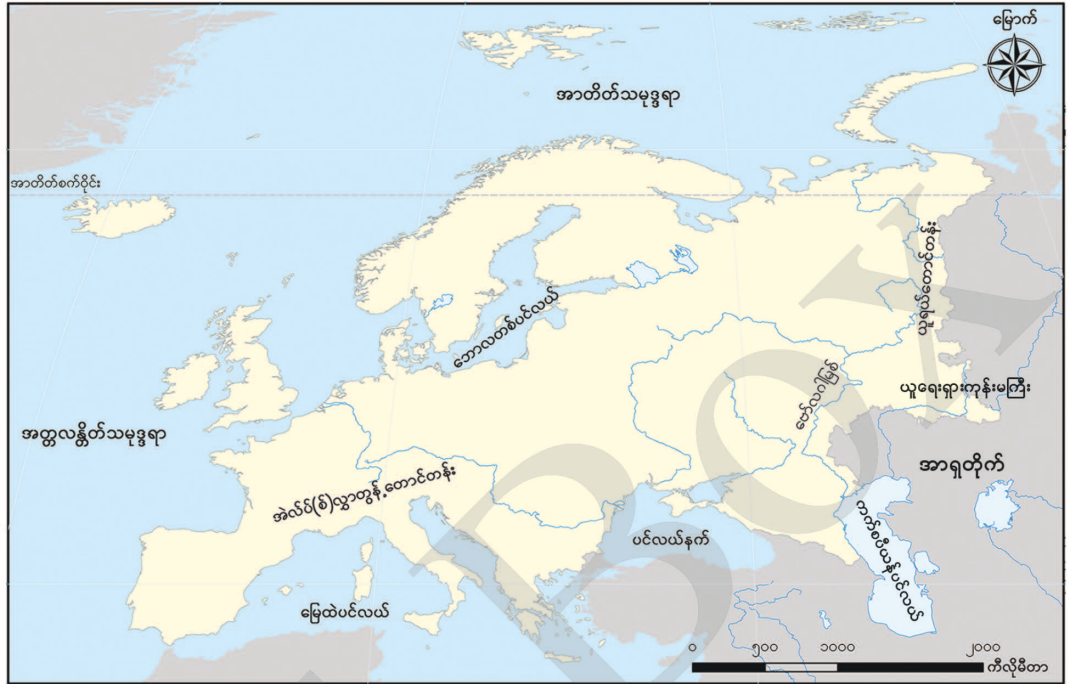 မြောက်
အာတိတ်သမုဒ္ဒရာ
အာတိတ်စက်ဝိုင်း
ယူရယ်တောင်တန်း
ဘောလတစ်ပင်လယ်
ဗော်လဂါမြစ်
ယူရေးရှားကုန်းမကြီး
အတ္တလန္တိတ်သမုဒ္ဒရာ
အာရှတိုက်
အဲလ်ပ်(စ်)လွှာတွန့်တောင်တန်း
ကက်စပီယန်ပင်လယ်
ပင်လယ်နက်
မြေထဲပင်လယ်
၀ ၅၀၀ ၁၀၀၀ ၂၀၀၀
ကီလိုမီတာ
BOX